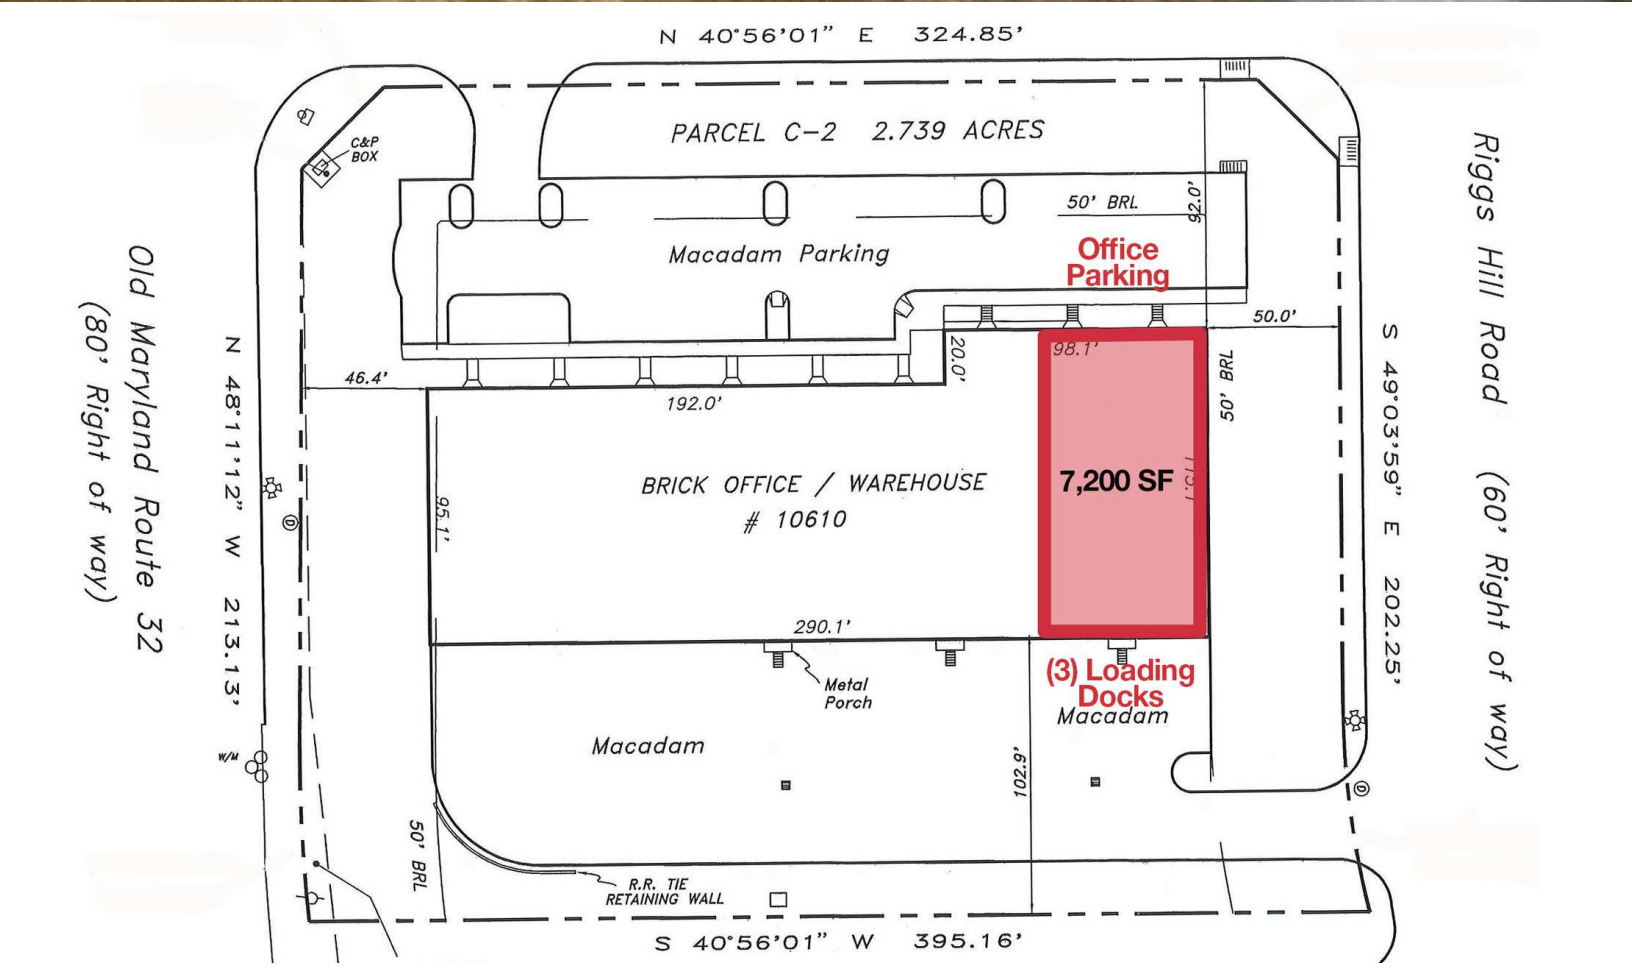 N 40°56'01" E 324.85'
PARCEL C-2 2.739 ACRES
C&P
BOX
50' BRL
92.0'
Macadam Parking
Office
Parking
50.0'
98.1'
20.0'
50' BRL
46.4'
192.0'
7,200 SF
115.1'
BRICK OFFICE / WAREHOUSE
# 10610
95.1'
290.1'
Metal
Porch
(3) Loading
Docks
Macadam
Macadam
102.9'
50' BRL
R.R. TIE
RETAINING WALL
W/M
D
D
Old Maryland Route 32
(80' Right of way)
N 48°11'12" W 213.13'
S 49°03'59" E 202.25'
Riggs Hill Road (60' Right of way)
S 40°56'01" W 395.16'